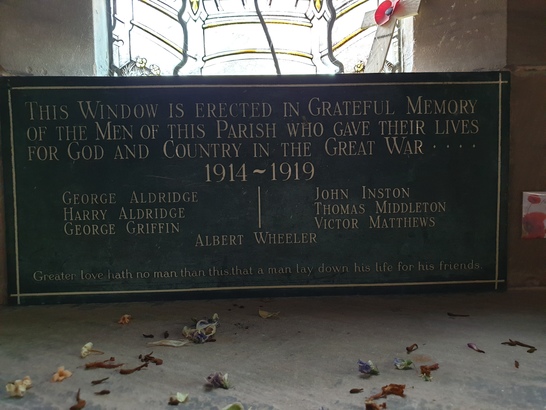 This Window is erected in Grateful Memory
of the Men of this Parish who gave their lives
for God and Country in the Great War · · · ·
1914~1919
George Aldridge
Harry Aldridge
George Griffin
John Inston
Thomas Middleton
Victor Matthews
Albert Wheeler
Greater love hath no man than this, that a man lay down his life for his friends